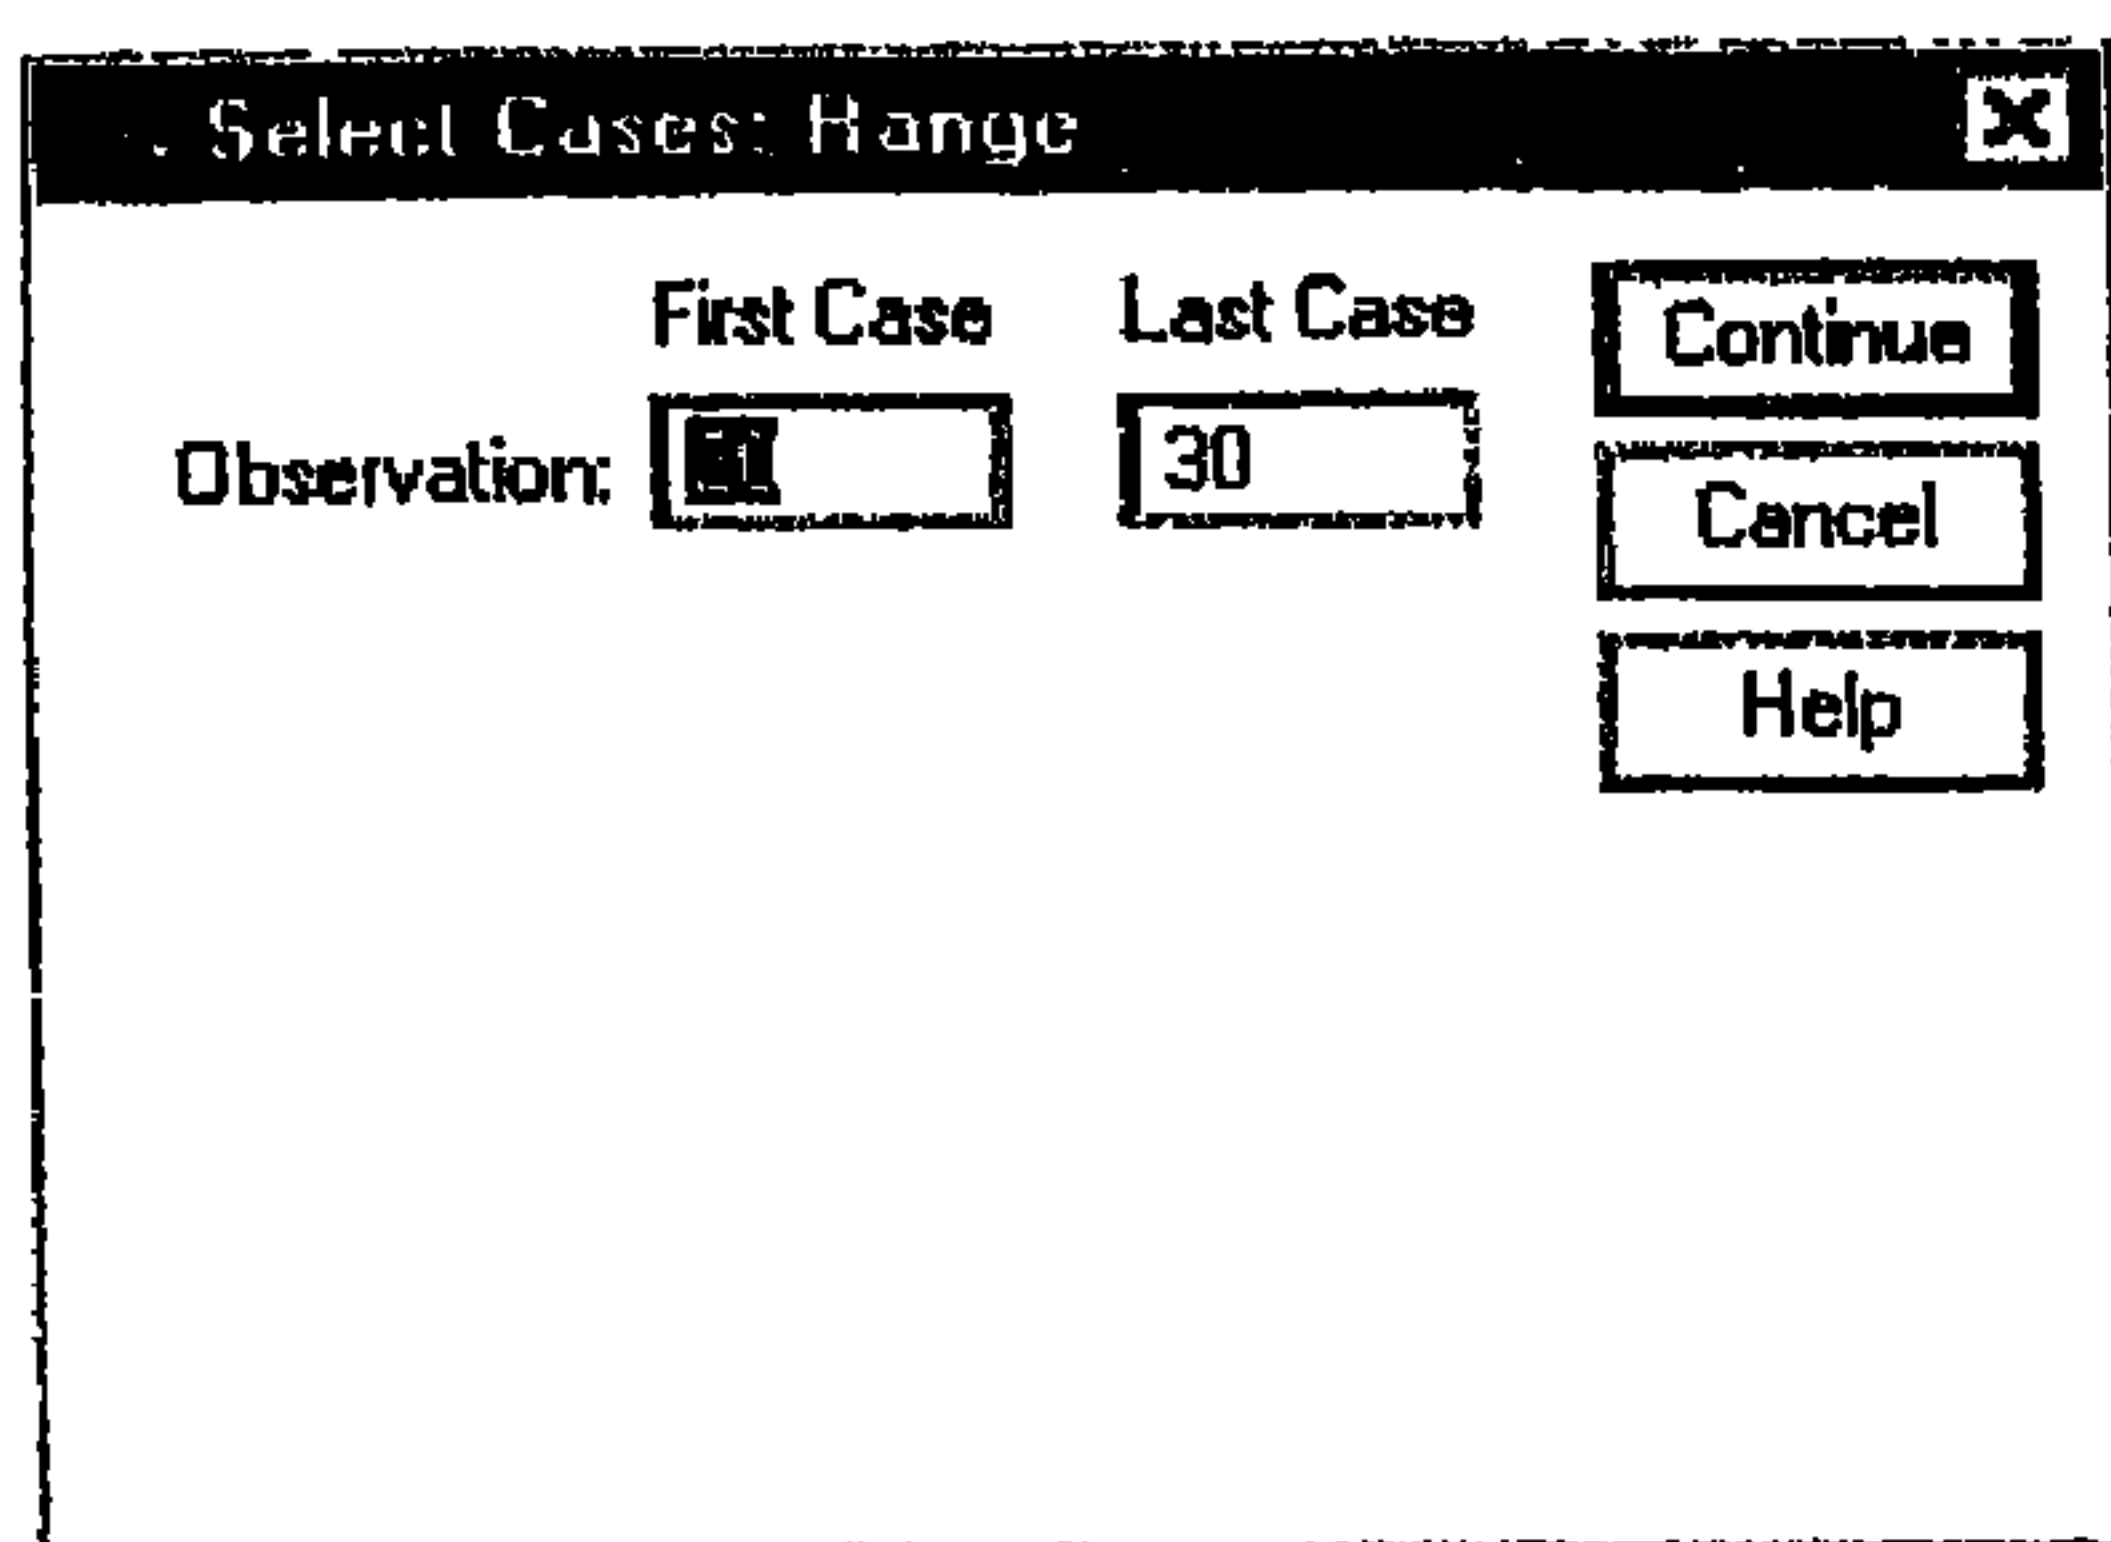 Select Cases: Range
First Case Last Case
Observation: 30
Continue
Cancel
Help